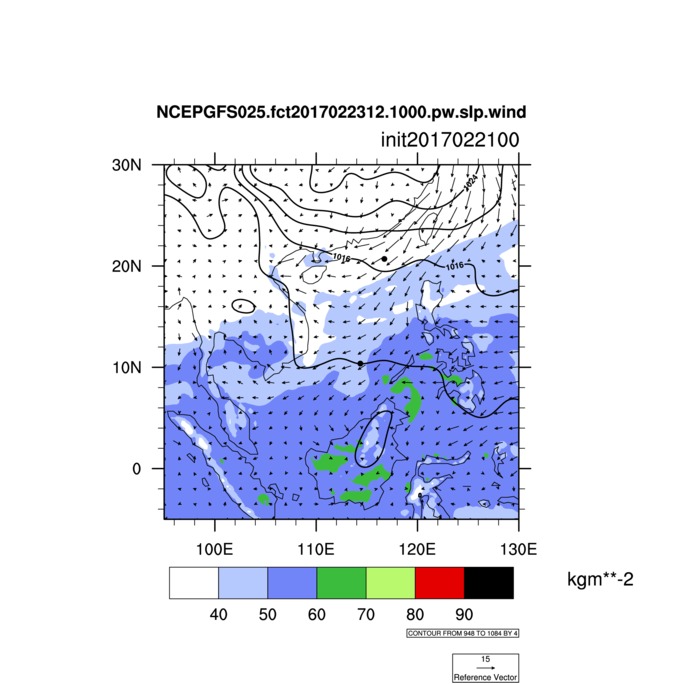 NCEPGFS025.fct2017022312.1000.pw.slp.wind
init2017022100
30N
20N
10N
0
1024
1016
1016
100E
110E
120E
130E
kgm**-2
40
50
60
70
80
90
CONTOUR FROM 948 TO 1084 BY 4
15
Reference Vector